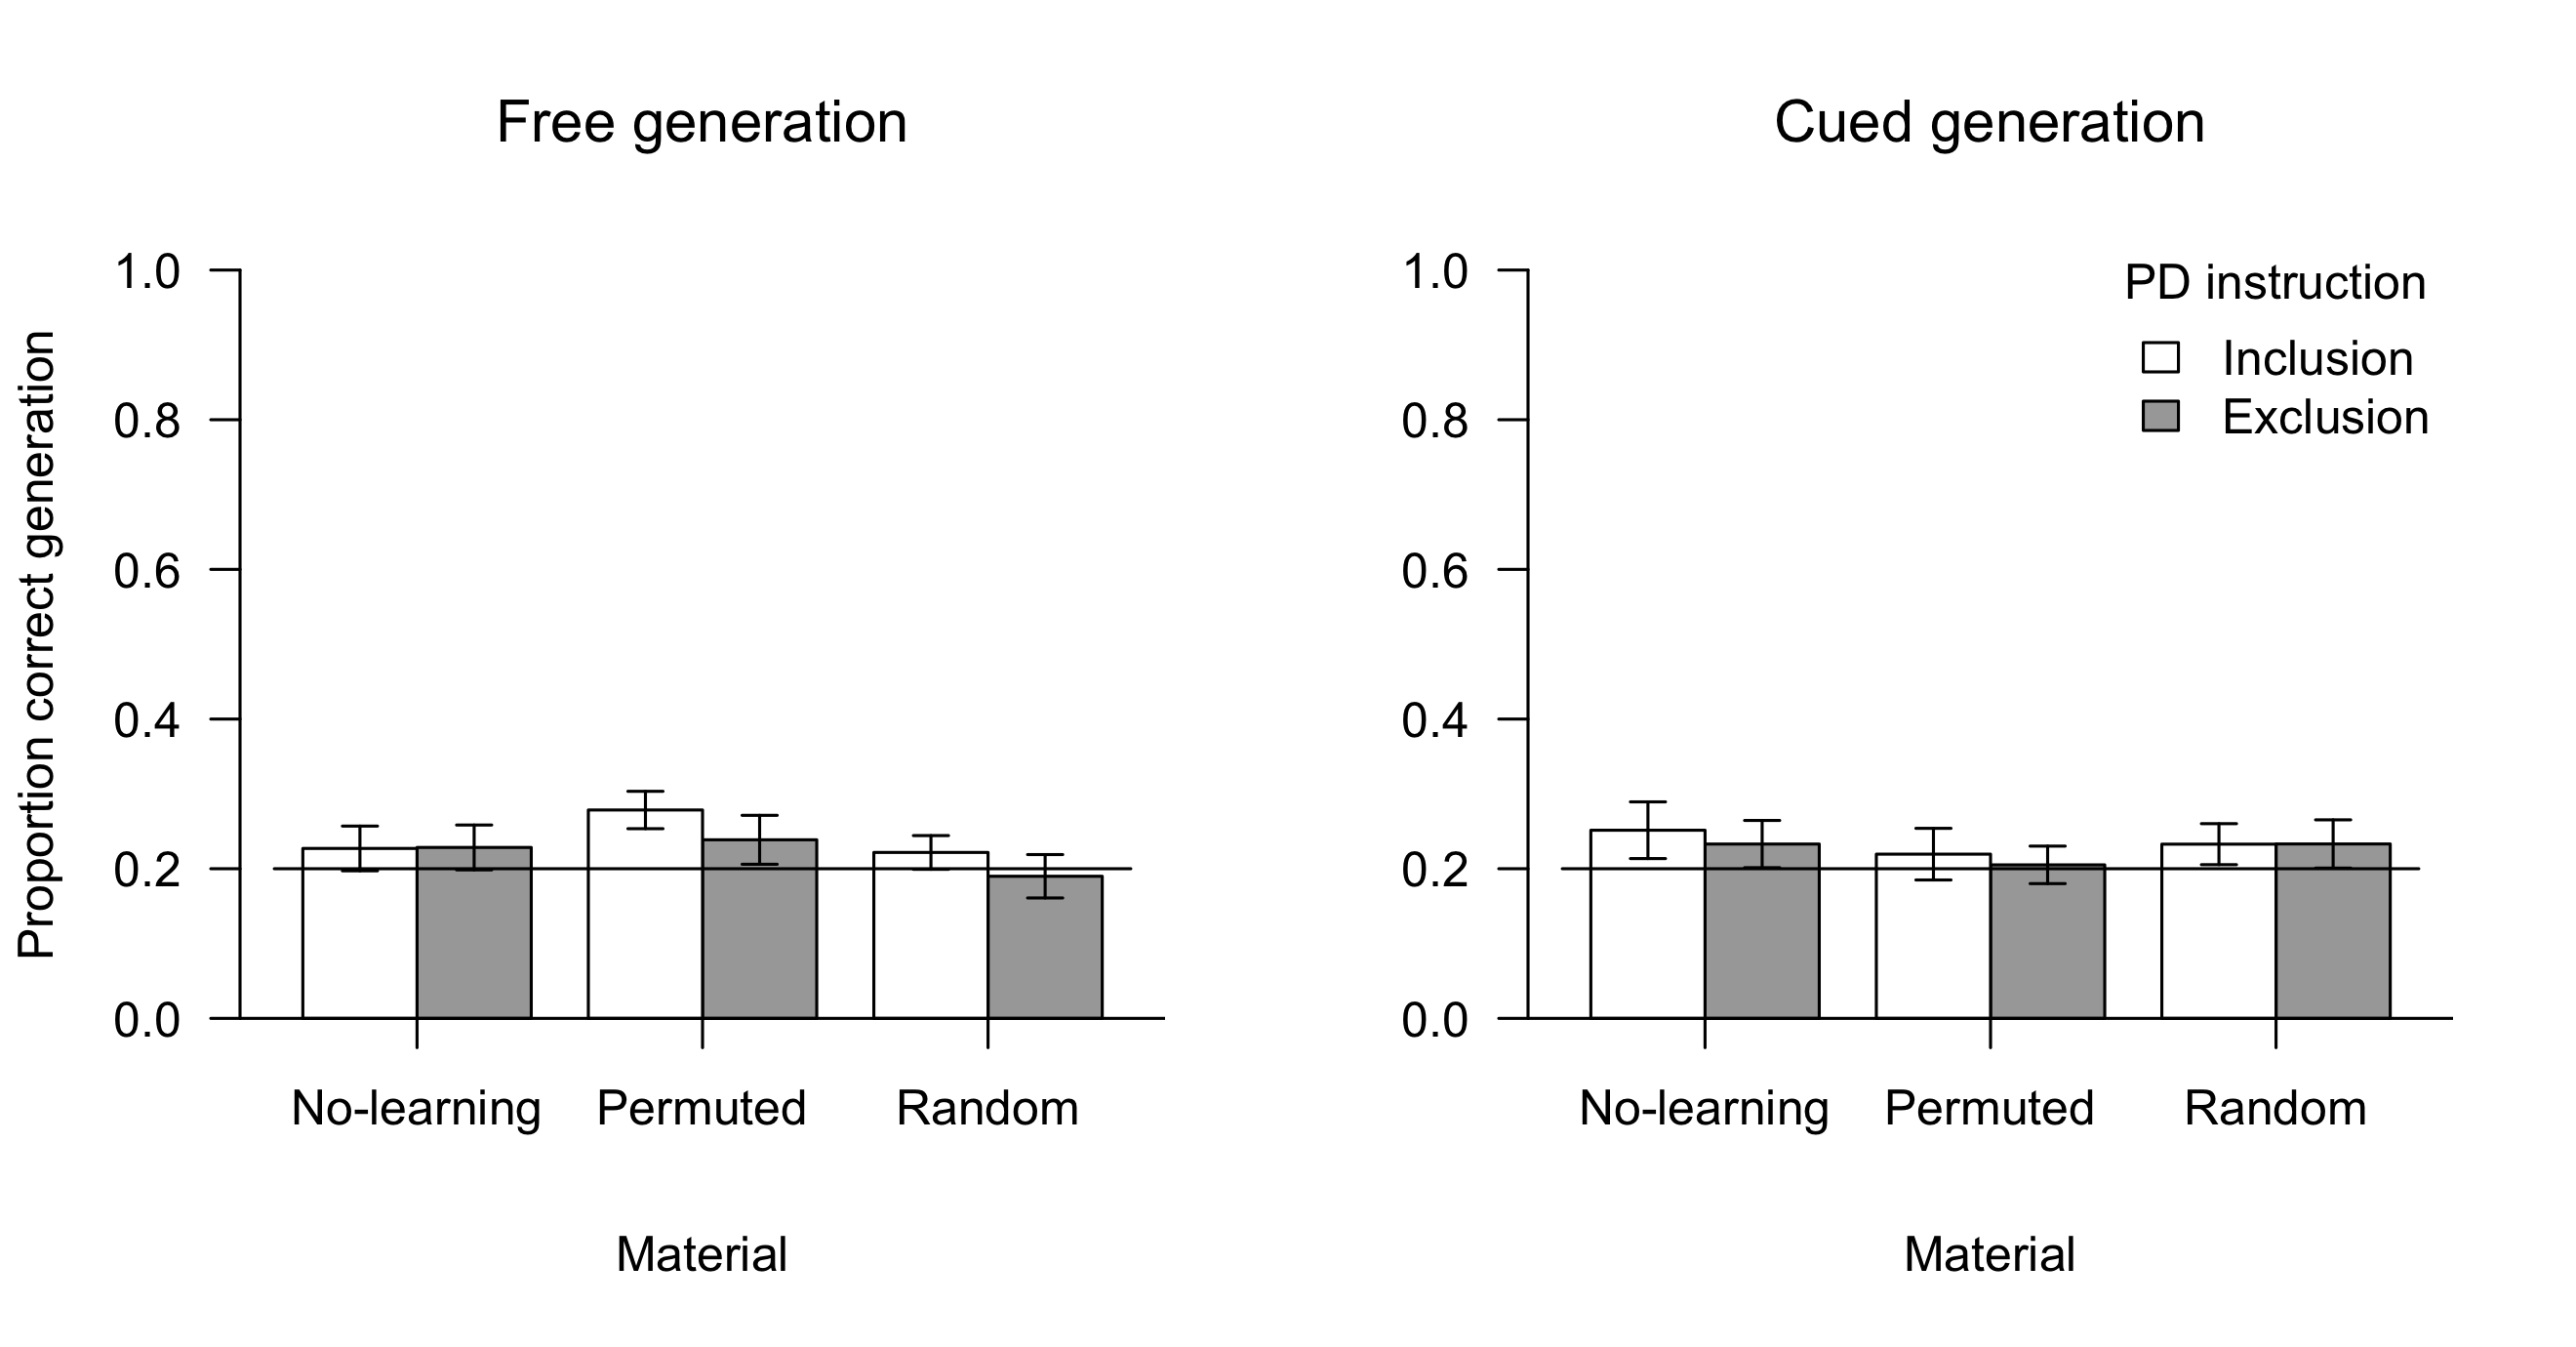 Free generation
Proportion correct generation
1.0
0.8
0.6
0.4
0.2
0.0
No-learning Permuted Random
Material
Cued generation
PD instruction
Inclusion
Exclusion
1.0
0.8
0.6
0.4
0.2
0.0
No-learning Permuted Random
Material